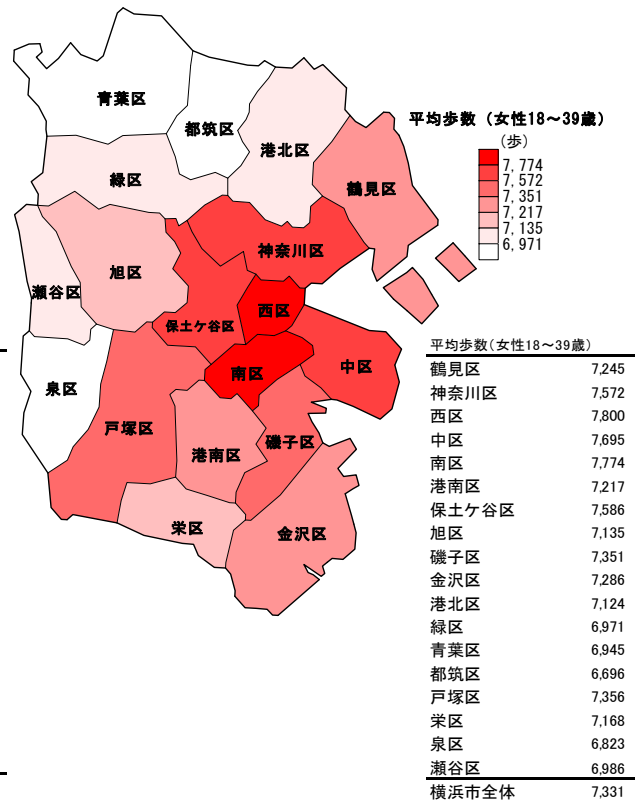 青葉区
都筑区
港北区
緑区
鶴見区
神奈川区
旭区
瀬谷区
西区
保土ケ谷区
中区
南区
泉区
戸塚区
磯子区
港南区
栄区
金沢区
平均歩数（女性18～39歳）
（歩）
7,774
7,572
7,351
7,217
7,135
6,971
平均歩数（女性18～39歳）
鶴見区 7,245
神奈川区 7,572
西区 7,800
中区 7,695
南区 7,774
港南区 7,217
保土ケ谷区 7,586
旭区 7,135
磯子区 7,351
金沢区 7,286
港北区 7,124
緑区 6,971
青葉区 6,945
都筑区 6,696
戸塚区 7,356
栄区 7,168
泉区 6,823
瀬谷区 6,986
横浜市全体 7,331